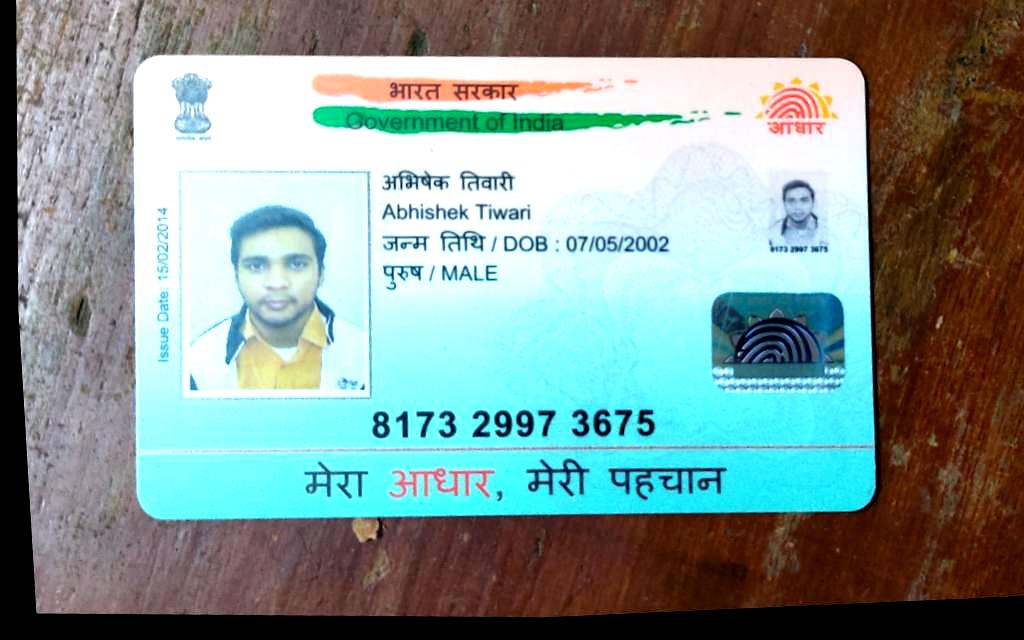 भारत सरकार
Government of India
आधार
अभिषेक तिवारी
Abhishek Tiwari
जन्म तिथि / DOB : 07/05/2002
पुरुष / MALE
Issue Date: 15/02/2014
8173 2997 3675
8173 2997 3675
मेरा आधार, मेरी पहचान